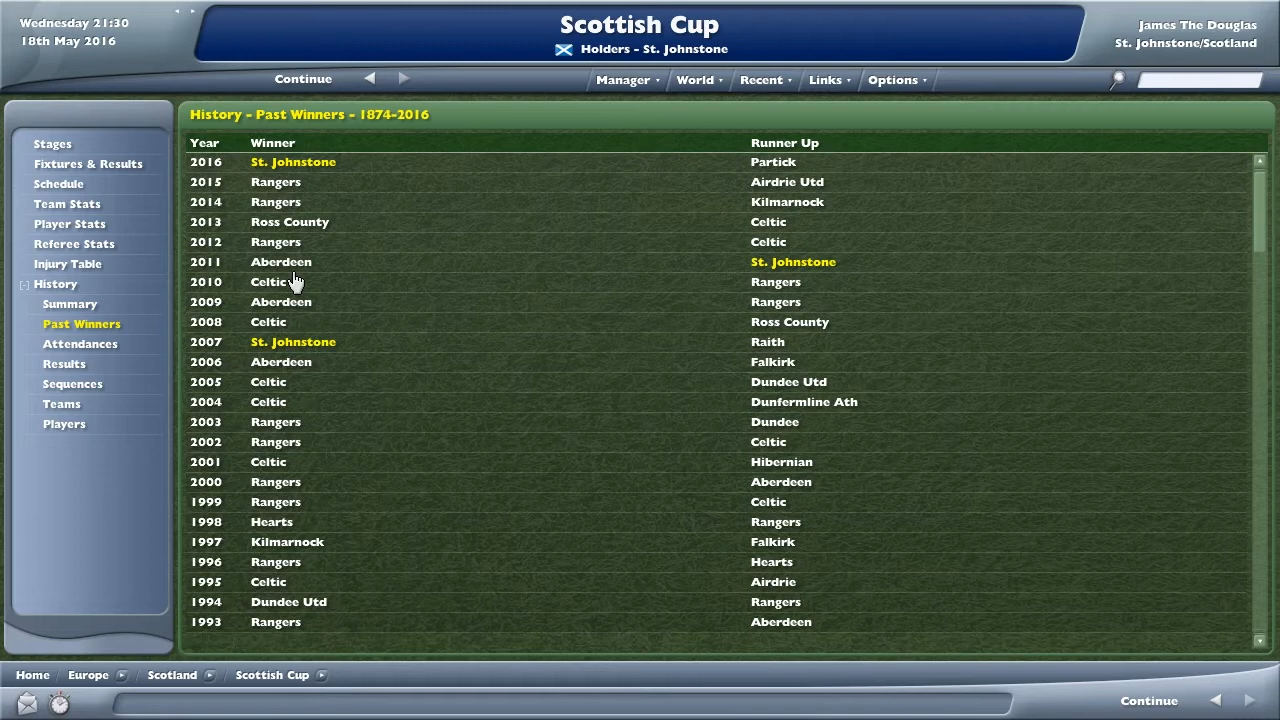 Wednesday 21:30
18th May 2016
Scottish Cup
Holders - St. Johnstone
James The Douglas
St. Johnstone/Scotland
Continue Manager World Recent Links Options
History - Past Winners - 1874-2016
Stages
Fixtures & Results
Schedule
Team Stats
Player Stats
Referee Stats
Injury Table
History
Summary
Past Winners
Attendances
Results
Sequences
Teams
Players
Year Winner Runner Up
2016 St. Johnstone Partick
2015 Rangers Airdrie Utd
2014 Rangers Kilmarnock
2013 Ross County Celtic
2012 Rangers Celtic
2011 Aberdeen St. Johnstone
2010 Celtic Rangers
2009 Aberdeen Rangers
2008 Celtic Ross County
2007 St. Johnstone Raith
2006 Aberdeen Falkirk
2005 Celtic Dundee Utd
2004 Celtic Dunfermline Ath
2003 Rangers Dundee
2002 Rangers Celtic
2001 Celtic Hibernian
2000 Rangers Aberdeen
1999 Rangers Celtic
1998 Hearts Rangers
1997 Kilmarnock Falkirk
1996 Rangers Hearts
1995 Celtic Airdrie
1994 Dundee Utd Rangers
1993 Rangers Aberdeen
Home Europe Scotland Scottish Cup
Continue